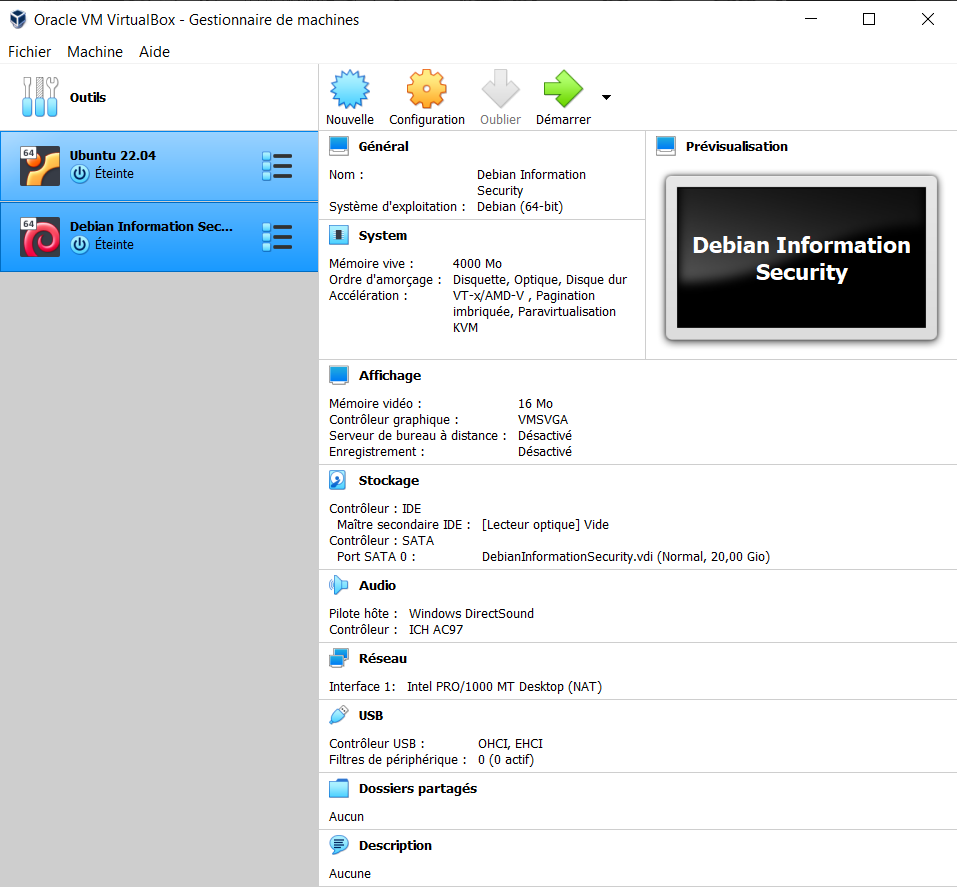 Oracle VM VirtualBox - Gestionnaire de machines
Fichier Machine Aide
Outils
64
Ubuntu 22.04
Éteinte
64
Debian Information Sec...
Éteinte
Nouvelle Configuration Oublier Démarrer
Général
Nom : Debian Information
Security
Système d'exploitation : Debian (64-bit)
System
Mémoire vive : 4000 Mo
Ordre d'amorçage : Disquette, Optique, Disque dur
Accélération : VT-x/AMD-V , Pagination
imbriquée, Paravirtualisation
KVM
Prévisualisation
Debian Information
Security
Affichage
Mémoire vidéo : 16 Mo
Contrôleur graphique : VMSVGA
Serveur de bureau à distance : Désactivé
Enregistrement : Désactivé
Stockage
Contrôleur : IDE
Maître secondaire IDE : [Lecteur optique] Vide
Contrôleur : SATA
Port SATA 0 : DebianInformationSecurity.vdi (Normal, 20,00 Gio)
Audio
Pilote hôte : Windows DirectSound
Contrôleur : ICH AC97
Réseau
Interface 1: Intel PRO/1000 MT Desktop (NAT)
USB
Contrôleur USB : OHCI, EHCI
Filtres de périphérique : 0 (0 actif)
Dossiers partagés
Aucun
Description
Aucune